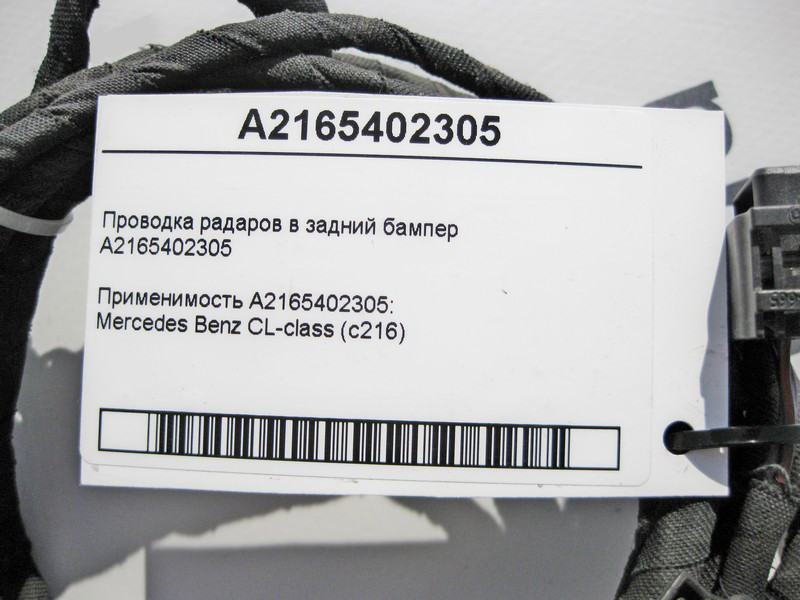 A2165402305
Проводка радаров в задний бампер
A2165402305
Применимость A2165402305:
Mercedes Benz CL-class (c216)